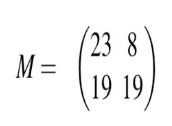 M = ( 23 8
19 19 )